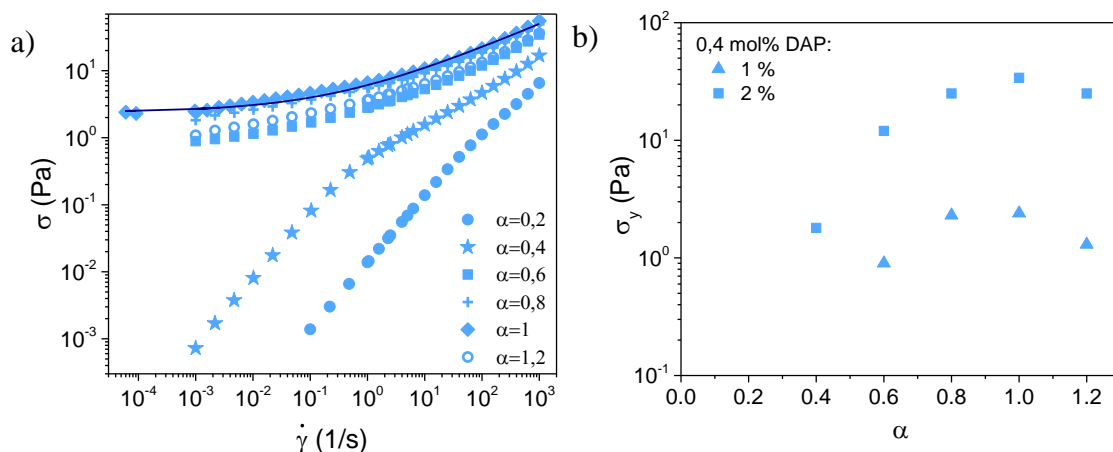 a)
σ (Pa)
10²
10¹
10⁰
10⁻¹
10⁻²
10⁻³
α=0,2
α=0,4
α=0,6
α=0,8
α=1
α=1,2
10⁻⁴ 10⁻³ 10⁻² 10⁻¹ 10⁰ 10¹ 10² 10³
γ̇ (1/s)
b)
σy (Pa)
10²
10¹
10⁰
10⁻¹
0,4 mol% DAP:
1 %
2 %
0.0 0.2 0.4 0.6 0.8 1.0 1.2
α